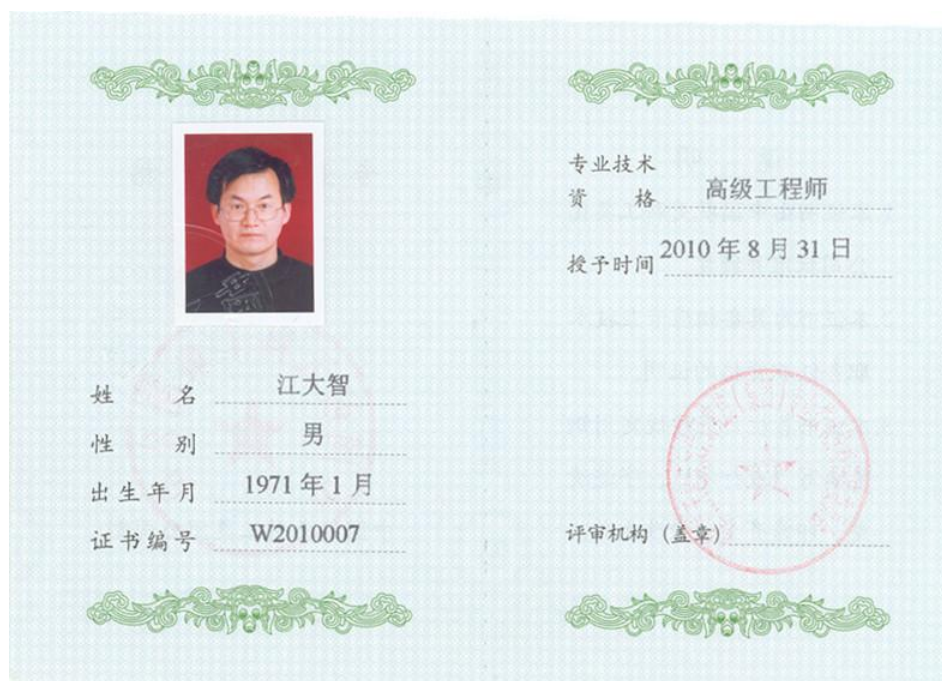 姓 名 江大智
性 别 男
出生年月 1971年1月
证书编号 W2010007
专业技术
资 格 高级工程师
授予时间 2010年8月31日
评审机构（盖章）